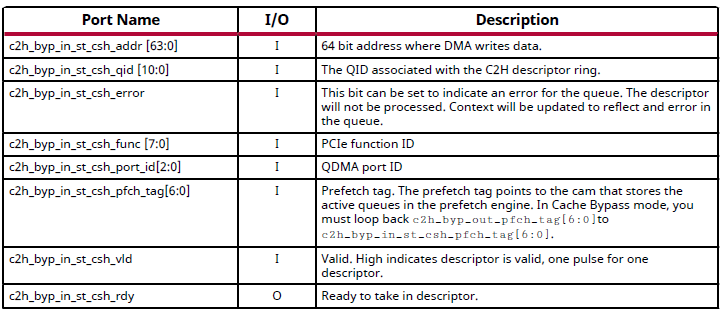 Port Name I/O Description
c2h_byp_in_st_csh_addr [63:0] I 64 bit address where DMA writes data.
c2h_byp_in_st_csh_qid [10:0] I The QID associated with the C2H descriptor ring.
c2h_byp_in_st_csh_error I This bit can be set to indicate an error for the queue. The descriptor
will not be processed. Context will be updated to reflect and error in
the queue.
c2h_byp_in_st_csh_func [7:0] I PCIe function ID
c2h_byp_in_st_csh_port_id[2:0] I QDMA port ID
c2h_byp_in_st_csh_pfch_tag[6:0] I Prefetch tag. The prefetch tag points to the cam that stores the
active queues in the prefetch engine. In Cache Bypass mode, you
must loop back c2h_byp_out_pfch_tag[6:0]to
c2h_byp_in_st_csh_pfch_tag[6:0].
c2h_byp_in_st_csh_vld I Valid. High indicates descriptor is valid, one pulse for one
descriptor.
c2h_byp_in_st_csh_rdy O Ready to take in descriptor.